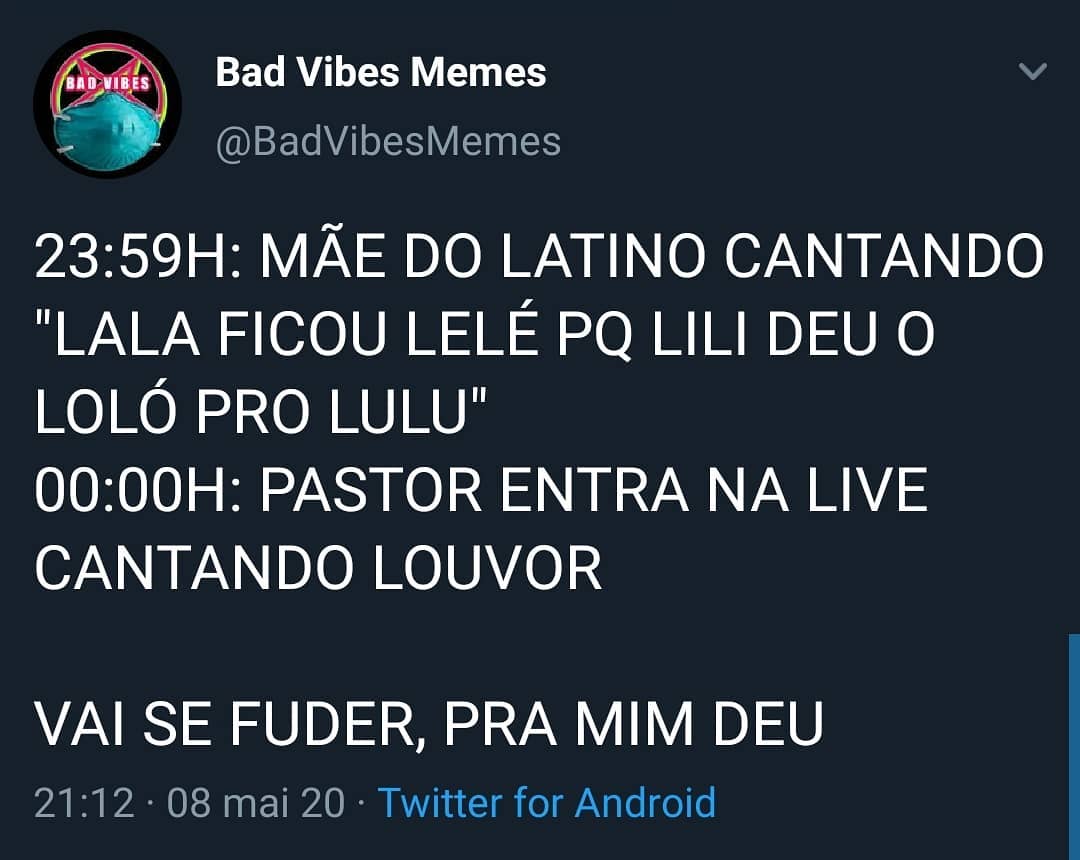 BAD VIBES
Bad Vibes Memes
@BadVibesMemes
23:59H: MÃE DO LATINO CANTANDO
"LALA FICOU LELÉ PQ LILI DEU O
LOLÓ PRO LULU"
00:00H: PASTOR ENTRA NA LIVE
CANTANDO LOUVOR
VAI SE FUDER, PRA MIM DEU
21:12 · 08 mai 20 · Twitter for Android